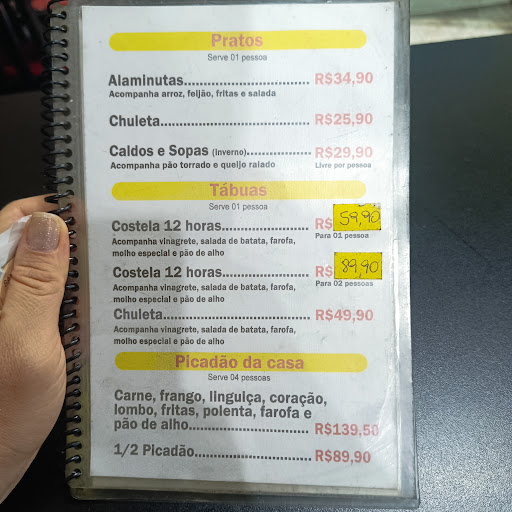 Pratos
Serve 01 pessoa
Alaminutas.............................. R$34,90
Acompanha arroz, feijão, fritas e salada
Chuleta.................................... R$25,90
Caldos e Sopas (Inverno)................. R$29,90
Acompanha pão torrado e queijo ralado Livre por pessoa
Tábuas
Serve 01 pessoa
Costela 12 horas....................... R$ 59,90
Acompanha vinagrete, salada de batata, farofa, Para 01 pessoa
molho especial e pão de alho
Costela 12 horas....................... R$ 89,90
Acompanha vinagrete, salada de batata, farofa, Para 02 pessoas
molho especial e pão de alho
Chuleta.................................... R$49,90
Acompanha vinagrete, salada de batata, farofa,
molho especial e pão de alho
Picadão da casa
Serve 04 pessoas
Carne, frango, linguiça, coração,
lombo, fritas, polenta, farofa e
pão de alho.............................. R$139,50
1/2 Picadão.............................. R$89,90